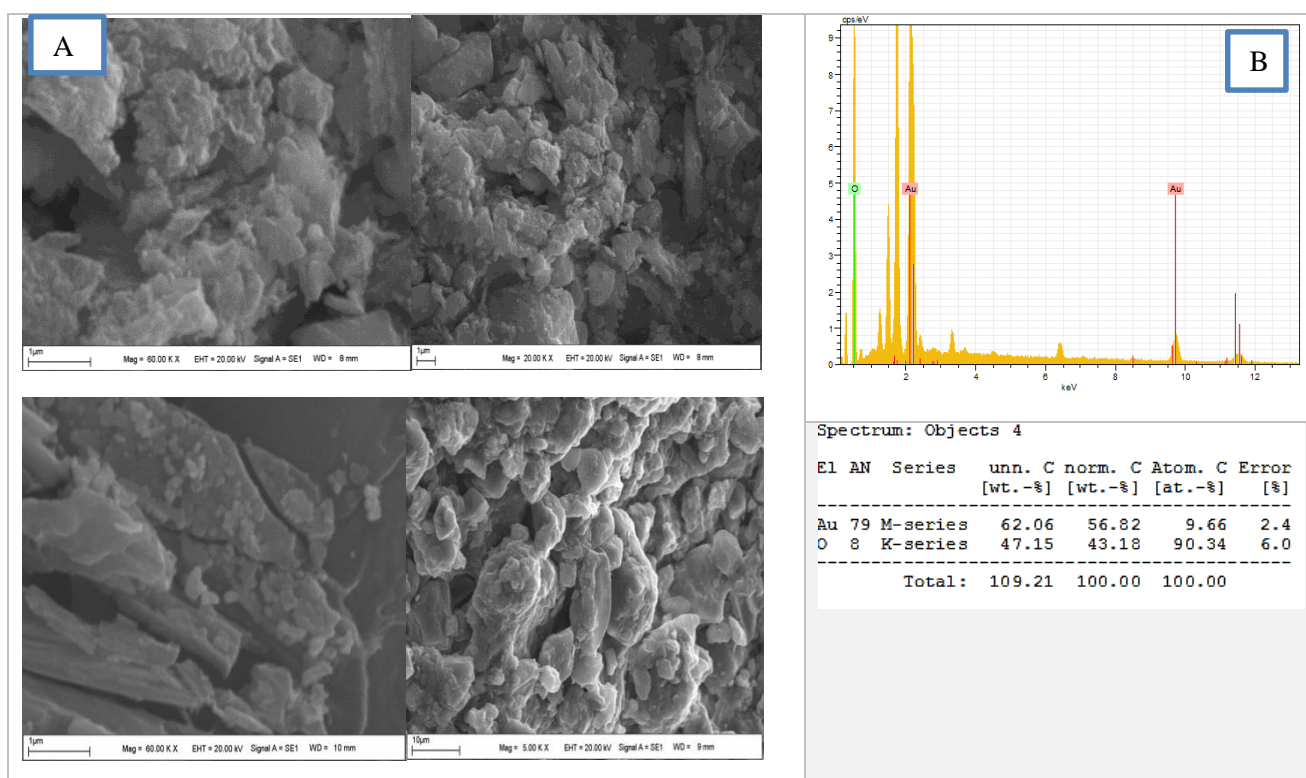 A
1µm
Mag = 60.00 K X EHT = 20.00 kV Signal A = SE1 WD = 8 mm
1µm
Mag = 20.00 K X EHT = 20.00 kV Signal A = SE1 WD = 8 mm
1µm
Mag = 60.00 K X EHT = 20.00 kV Signal A = SE1 WD = 10 mm
10µm
Mag = 5.00 K X EHT = 20.00 kV Signal A = SE1 WD = 9 mm
cps/eV
B
9
8
7
6
5
4
3
2
1
0
O
Au
Au
2 4 6 8 10 12
keV
Spectrum: Objects 4
El AN Series unn. C norm. C Atom. C Error
[wt.-%] [wt.-%] [at.-%] [%]
Au 79 M-series 62.06 56.82 9.66 2.4
O 8 K-series 47.15 43.18 90.34 6.0
Total: 109.21 100.00 100.00